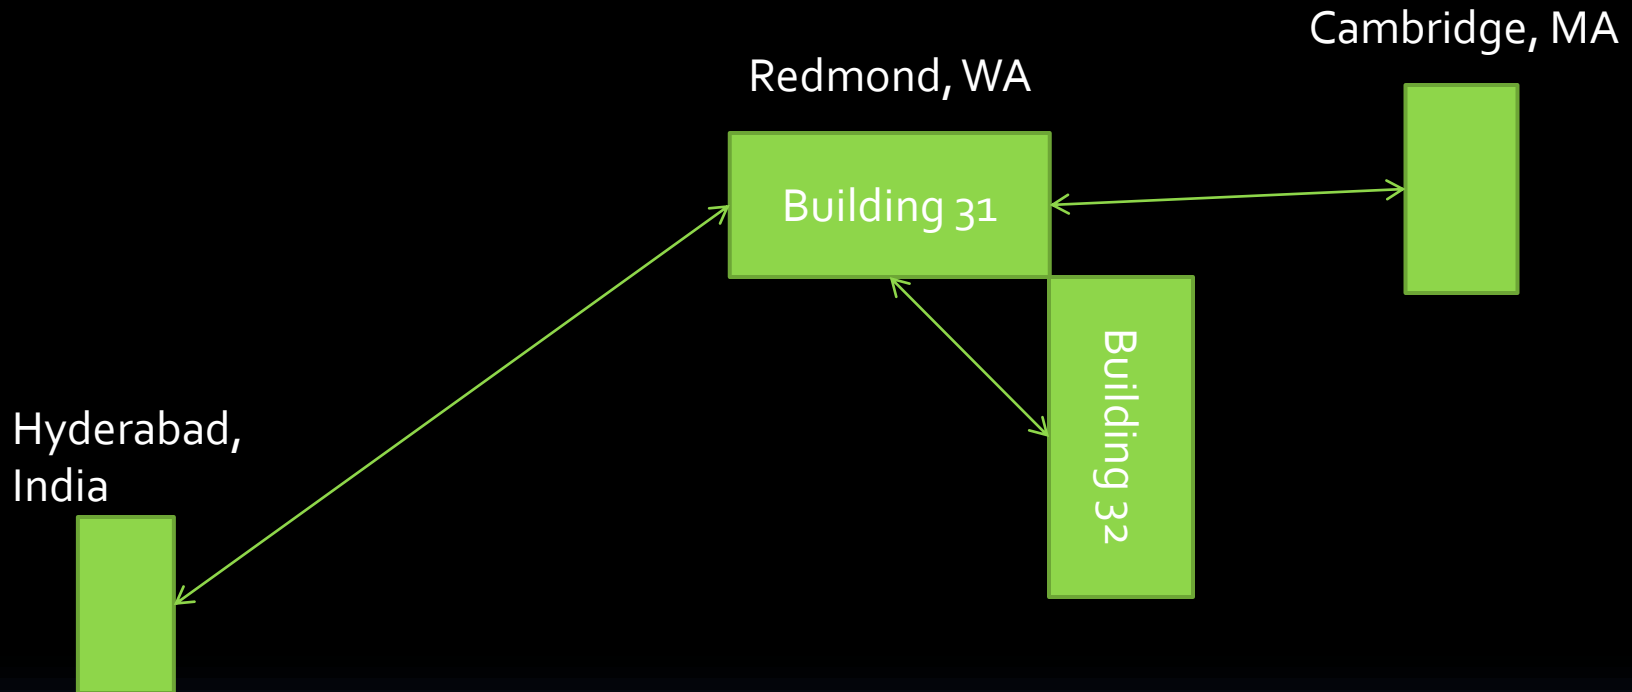 Cambridge, MA
Redmond, WA
Building 31
Building 32
Hyderabad,
India